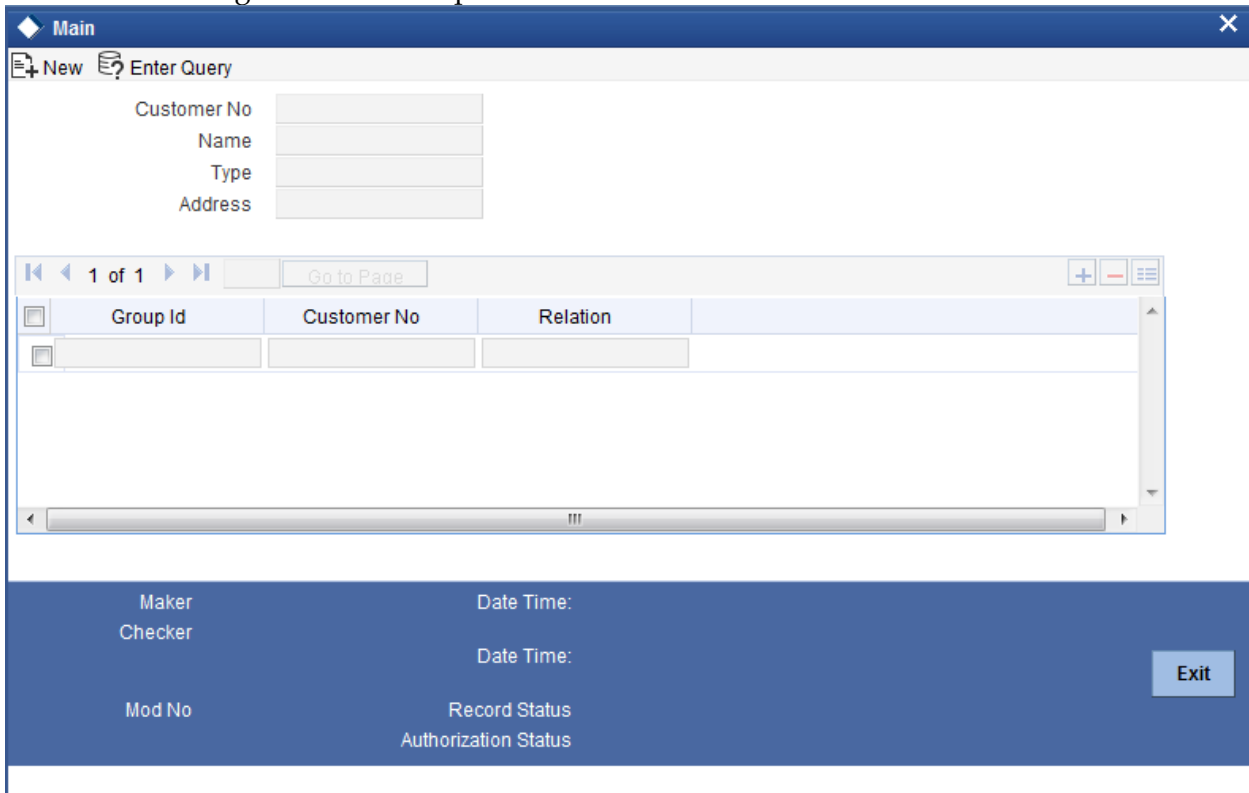 Main
New Enter Query
Customer No
Name
Type
Address
1 of 1 Go to Page
Group Id Customer No Relation
Maker Date Time:
Checker
Date Time:
Exit
Mod No Record Status
Authorization Status